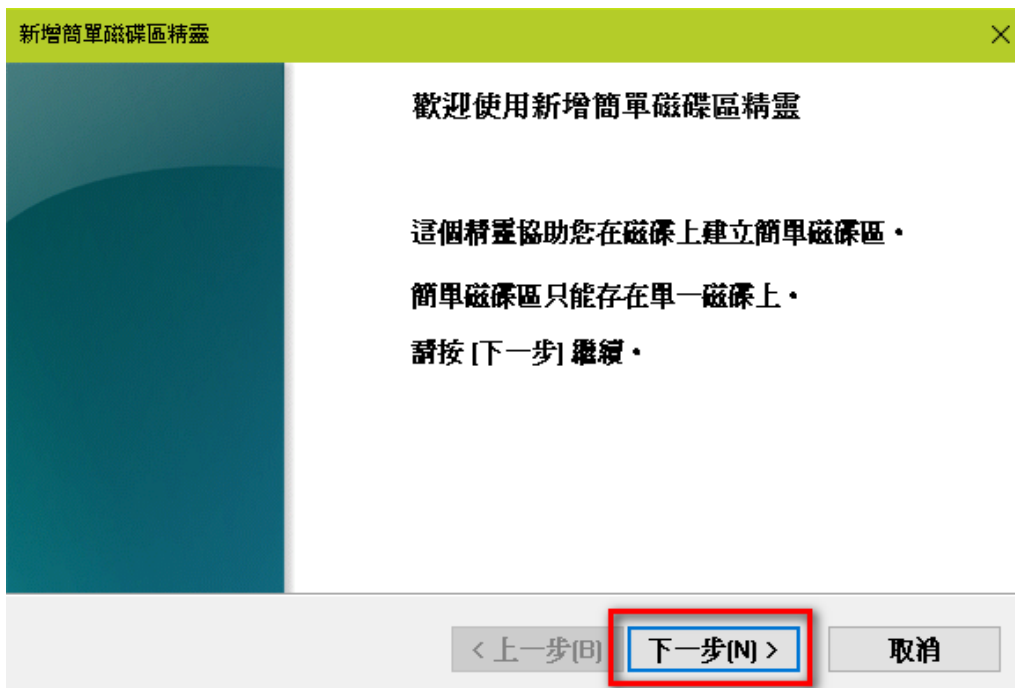 新增簡單磁碟區精靈
歡迎使用新增簡單磁碟區精靈
這個精靈協助您在磁碟上建立簡單磁碟區。
簡單磁碟區只能存在單一磁碟上。
請按 [下一步] 繼續。
< 上一步(B) 下一步(N) > 取消